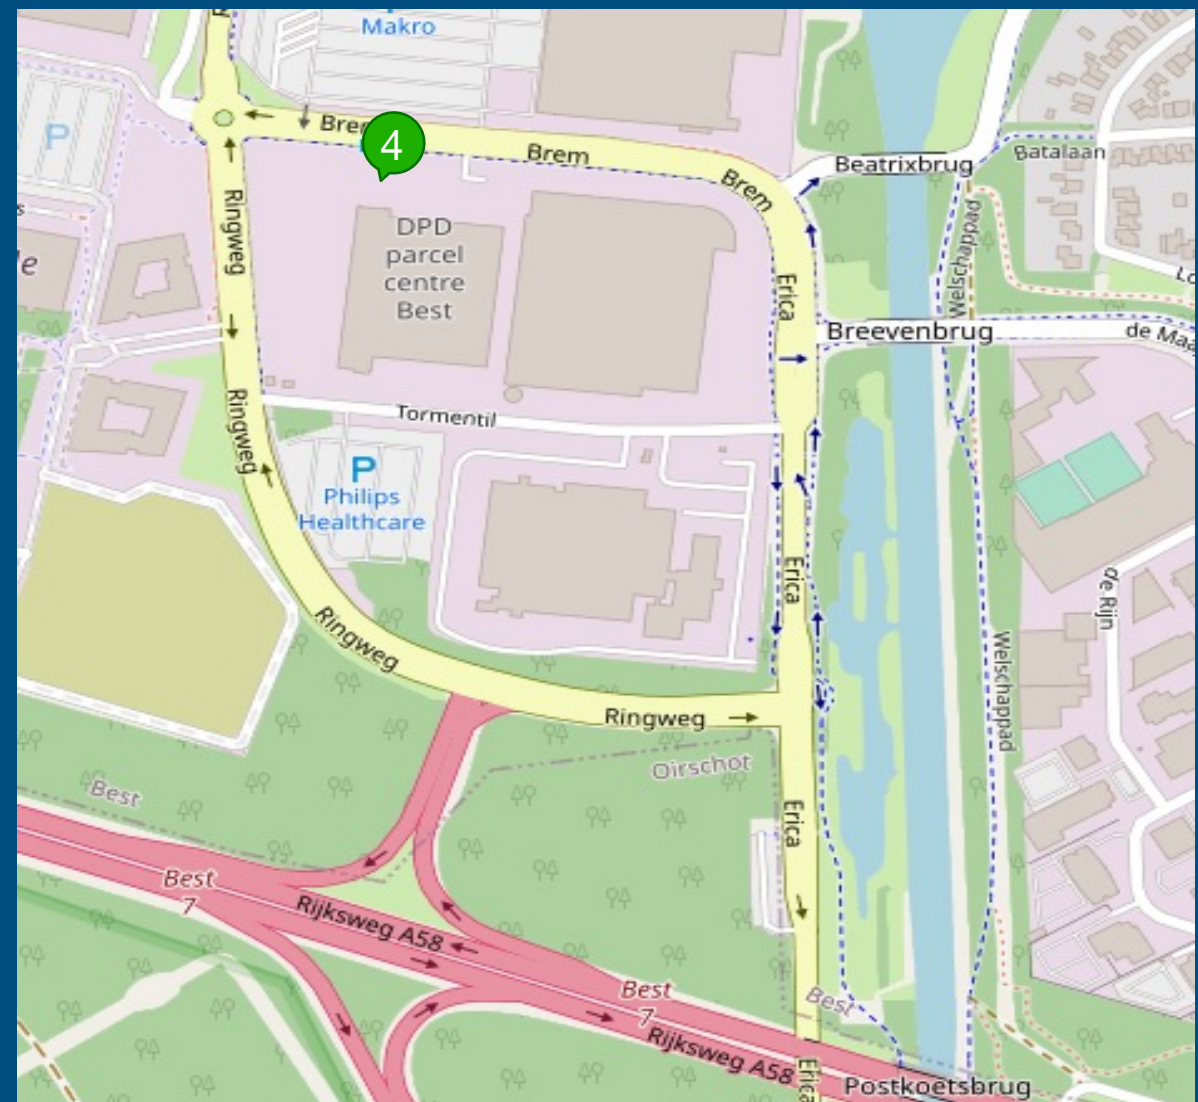 Makro
P
Brem
Brem
4
Beatrixbrug
Batalaan
Brem
Ringweg
DPD
parcel
centre
Best
Welschappad
Erica
Breevenbrug
de Maa
Tormentil
Ringweg
P
Philips
Healthcare
Erica
de Rijn
Ringweg
Welschappad
Ringweg
Oirschot
Best
Erica
Best
7
Rijksweg A58
Best
7
Best
Rijksweg A58
Erica
Postkoetsbrug